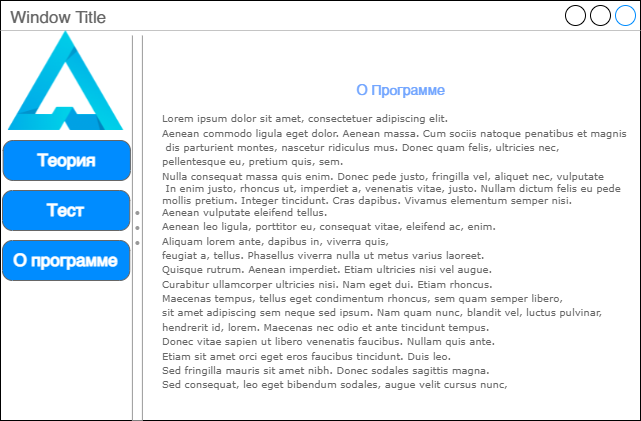 Window Title
Теория
Тест
О программе
О Программе
Lorem ipsum dolor sit amet, consectetuer adipiscing elit.
Aenean commodo ligula eget dolor. Aenean massa. Cum sociis natoque penatibus et magnis
dis parturient montes, nascetur ridiculus mus. Donec quam felis, ultricies nec,
pellentesque eu, pretium quis, sem.
Nulla consequat massa quis enim. Donec pede justo, fringilla vel, aliquet nec, vulputate
In enim justo, rhoncus ut, imperdiet a, venenatis vitae, justo. Nullam dictum felis eu pede
mollis pretium. Integer tincidunt. Cras dapibus. Vivamus elementum semper nisi.
Aenean vulputate eleifend tellus.
Aenean leo ligula, porttitor eu, consequat vitae, eleifend ac, enim.
Aliquam lorem ante, dapibus in, viverra quis,
feugiat a, tellus. Phasellus viverra nulla ut metus varius laoreet.
Quisque rutrum. Aenean imperdiet. Etiam ultricies nisi vel augue.
Curabitur ullamcorper ultricies nisi. Nam eget dui. Etiam rhoncus.
Maecenas tempus, tellus eget condimentum rhoncus, sem quam semper libero,
sit amet adipiscing sem neque sed ipsum. Nam quam nunc, blandit vel, luctus pulvinar,
hendrerit id, lorem. Maecenas nec odio et ante tincidunt tempus.
Donec vitae sapien ut libero venenatis faucibus. Nullam quis ante.
Etiam sit amet orci eget eros faucibus tincidunt. Duis leo.
Sed fringilla mauris sit amet nibh. Donec sodales sagittis magna.
Sed consequat, leo eget bibendum sodales, augue velit cursus nunc,